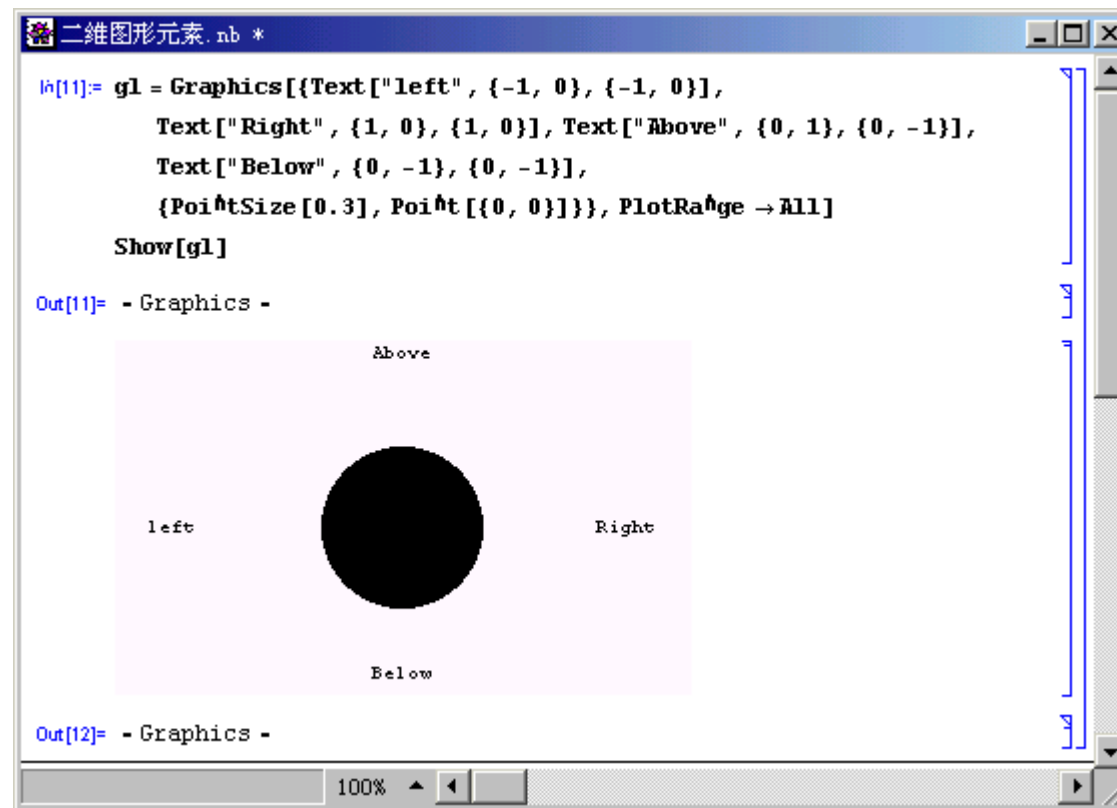 二維图形元素.nb *
In[11]:= gl = Graphics[{Text["left", {-1, 0}, {-1, 0}],
Text["Right", {1, 0}, {1, 0}], Text["Above", {0, 1}, {0, -1}],
Text["Below", {0, -1}, {0, -1}],
{PointSize[0.3], Point[{0, 0}]}}, PlotRange → All]
Show[gl]
Out[11]= - Graphics -
Above
left
Right
Below
Out[12]= - Graphics -
100%